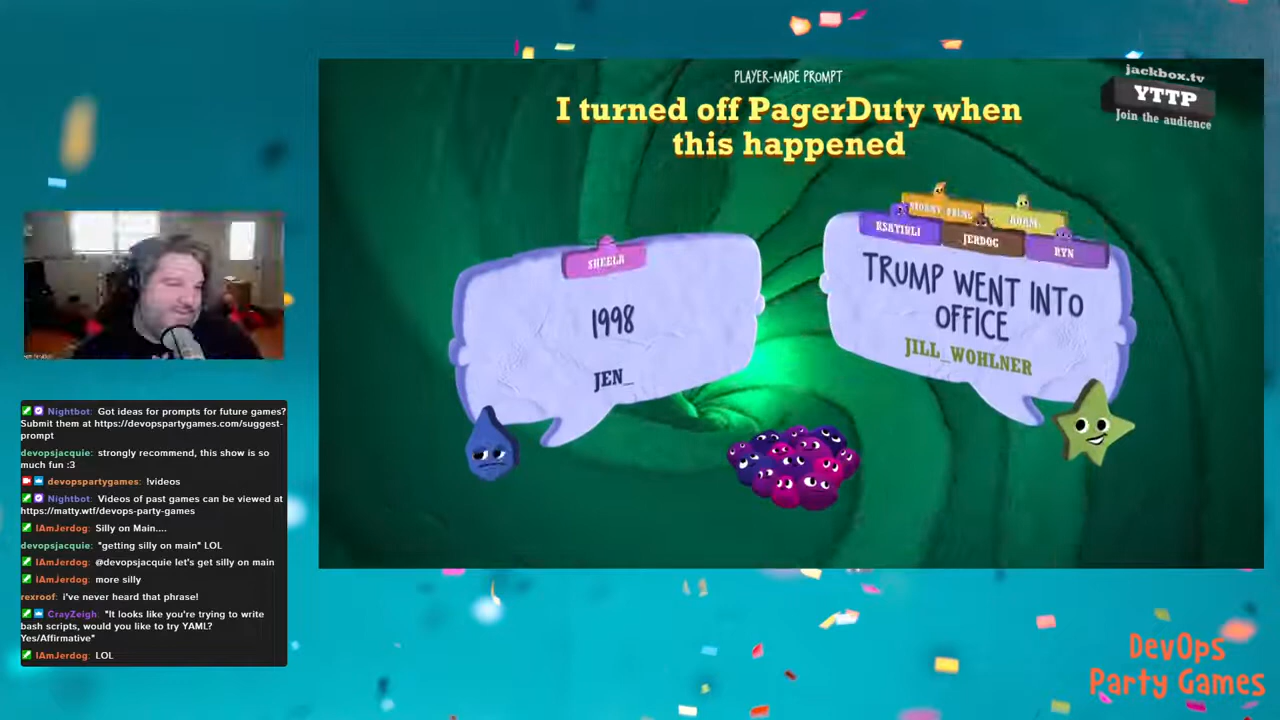 PLAYER-MADE PROMPT
I turned off PagerDuty when
this happened
jackbox.tv
YTTP
Join the audience
SHEELA
1998
JEN_
STORMY PRIME
ADAM
KSATIRLI
JERDOG
RYN
TRUMP WENT INTO
OFFICE
JILL_WOHLNER
Nightbot: Got ideas for prompts for future games?
Submit them at https://devopspartygames.com/suggest-
prompt
devopsjacquie: strongly recommend, this show is so
much fun :3
devopspartygames: !videos
Nightbot: Videos of past games can be viewed at
https://matty.wtf/devops-party-games
IAmJerdog: Silly on Main....
devopsjacquie: "getting silly on main" LOL
IAmJerdog: @devopsjacquie let's get silly on main
IAmJerdog: more silly
rexroof: i've never heard that phrase!
CrayZeigh: "It looks like you're trying to write
bash scripts, would you like to try YAML?
Yes/Affirmative"
IAmJerdog: LOL
DevOps
Party Games